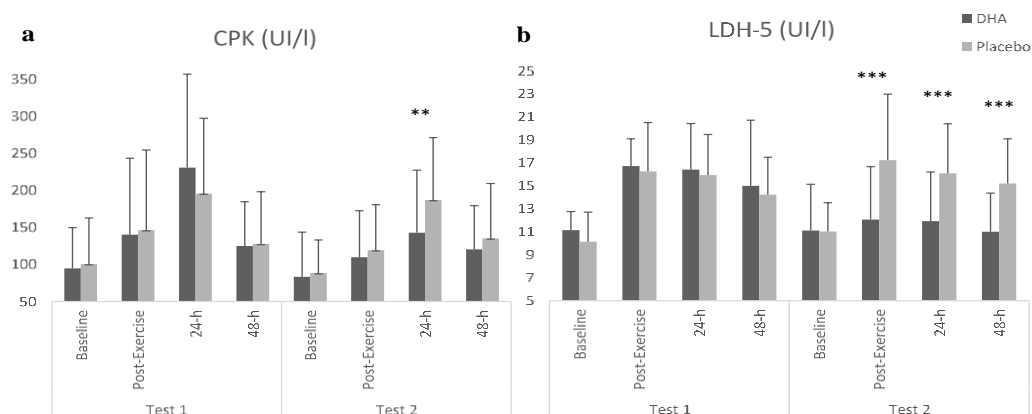 a
CPK (UI/l)
350
300
250
200
150
100
50
**
Baseline
Post-Exercise
24-h
48-h
Baseline
Post-Exercise
24-h
48-h
Test 1
Test 2
b
LDH-5 (UI/l)
DHA
Placebo
25
23
21
19
17
15
13
11
9
7
5
***
***
***
Baseline
Post-Exercise
24-h
48-h
Baseline
Post-Exercise
24-h
48-h
Test 1
Test 2